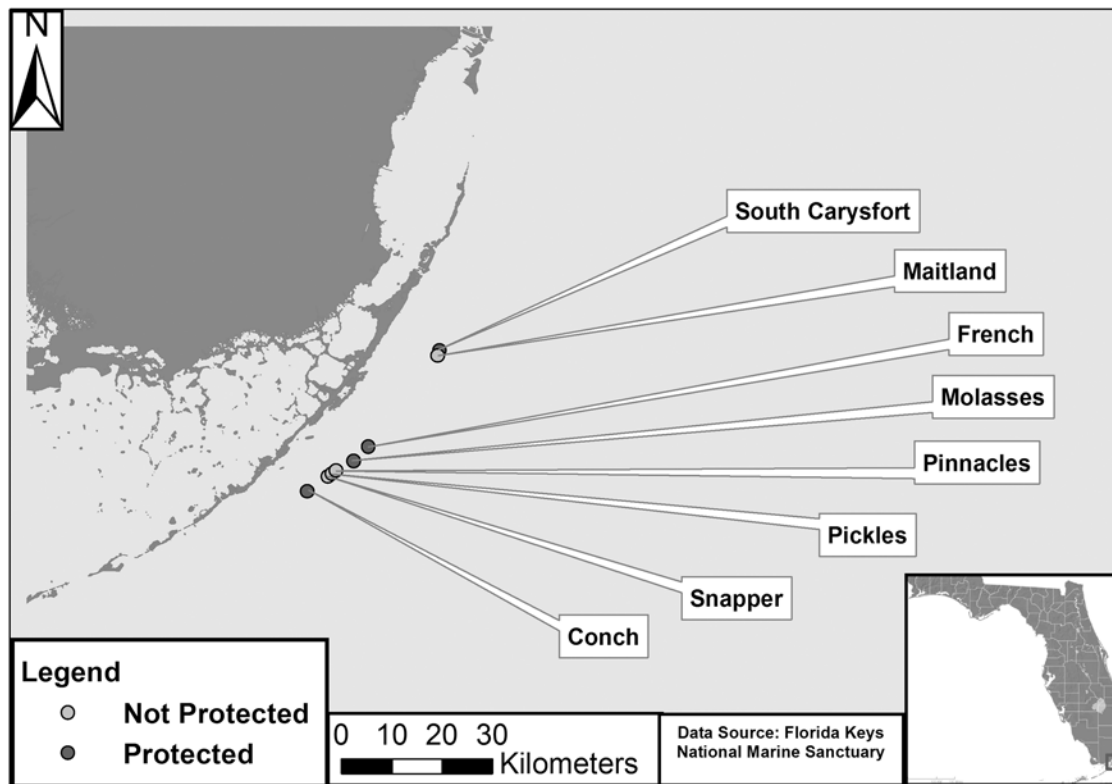 N
South Carysfort
Maitland
French
Molasses
Pinnacles
Pickles
Snapper
Conch
Legend
Not Protected
Protected
0 10 20 30
Kilometers
Data Source: Florida Keys
National Marine Sanctuary